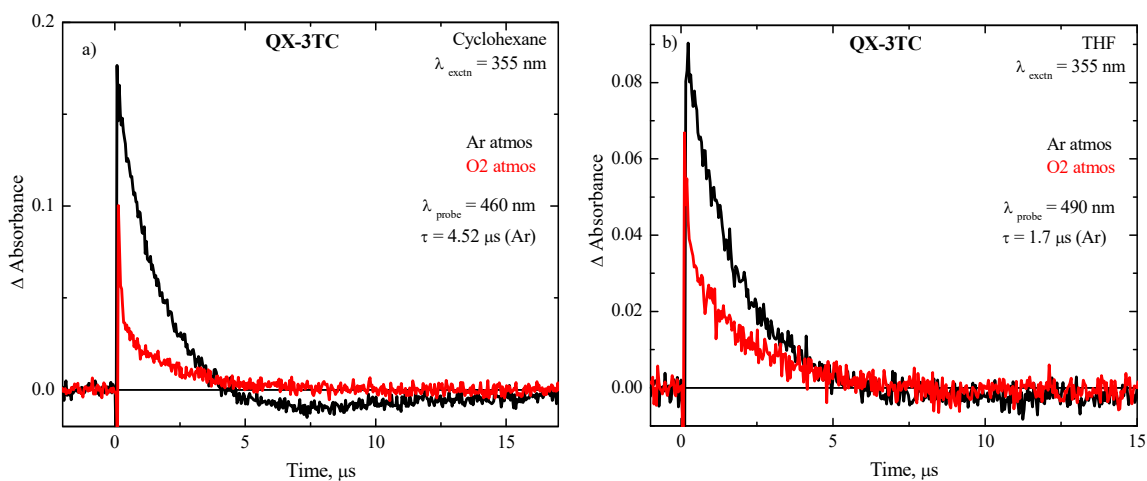 a)
QX-3TC
Cyclohexane
λ exctn = 355 nm
Ar atmos
O2 atmos
λ probe = 460 nm
τ = 4.52 μs (Ar)
Δ Absorbance
0.2
0.1
0.0
0
5
10
15
Time, μs
b)
QX-3TC
THF
λ exctn = 355 nm
Ar atmos
O2 atmos
λ probe = 490 nm
τ = 1.7 μs (Ar)
Δ Absorbance
0.08
0.06
0.04
0.02
0.00
0
5
10
15
Time, μs